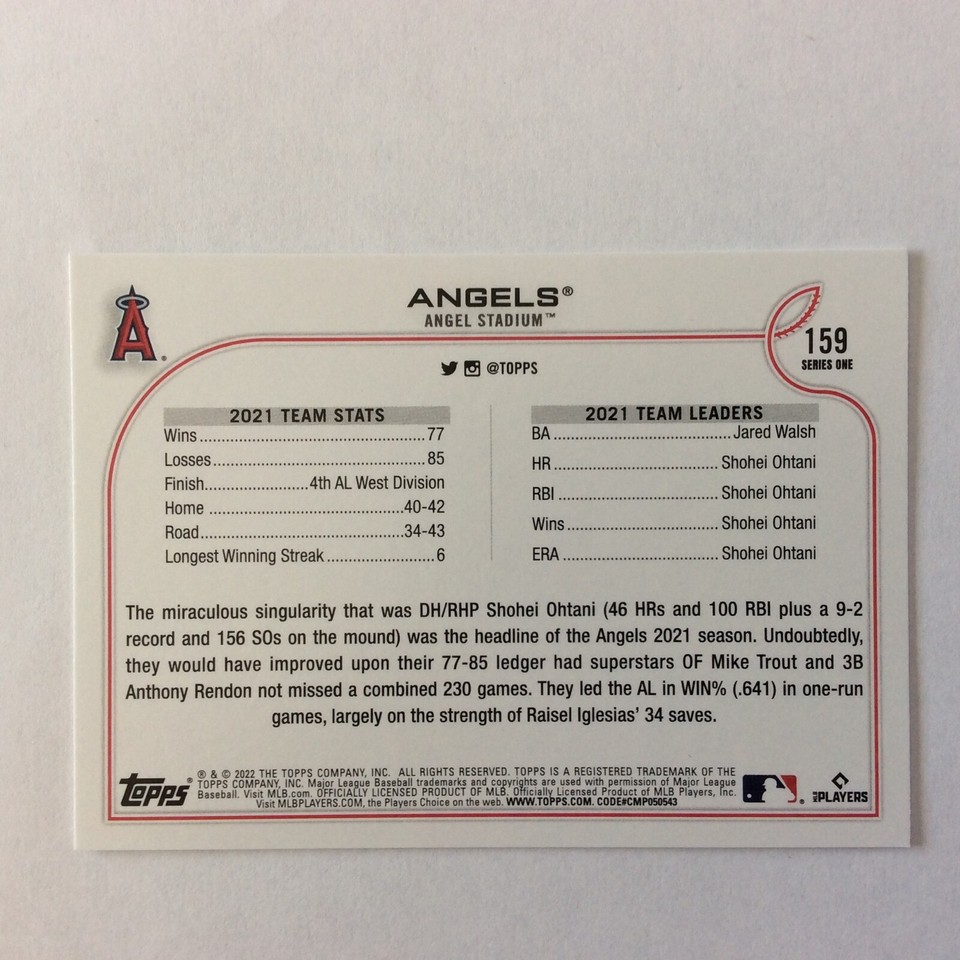 ANGELS®
ANGEL STADIUM™
A®
159
SERIES ONE
@TOPPS
2021 TEAM STATS
Wins..........................................77
Losses.......................................85
Finish...................4th AL West Division
Home ....................................40-42
Road......................................34-43
Longest Winning Streak ....................6
2021 TEAM LEADERS
BA.................................Jared Walsh
HR.............................. Shohei Ohtani
RBI ............................. Shohei Ohtani
Wins............................ Shohei Ohtani
ERA ............................. Shohei Ohtani
The miraculous singularity that was DH/RHP Shohei Ohtani (46 HRs and 100 RBI plus a 9-2
record and 156 SOs on the mound) was the headline of the Angels 2021 season. Undoubtedly,
they would have improved upon their 77-85 ledger had superstars OF Mike Trout and 3B
Anthony Rendon not missed a combined 230 games. They led the AL in WIN% (.641) in one-run
games, largely on the strength of Raisel Iglesias' 34 saves.
Topps®
® & © 2022 THE TOPPS COMPANY, INC. ALL RIGHTS RESERVED. TOPPS IS A REGISTERED TRADEMARK OF THE
TOPPS COMPANY, INC. Major League Baseball trademarks and copyrights are used with permission of Major League
Baseball. Visit MLB.com. OFFICIALLY LICENSED PRODUCT OF MLB. Officially Licensed Product of MLB Players, Inc.
Visit MLBPLAYERS.COM, the Players Choice on the web. WWW.TOPPS.COM. CODE#CMP050543
MLB PLAYERS